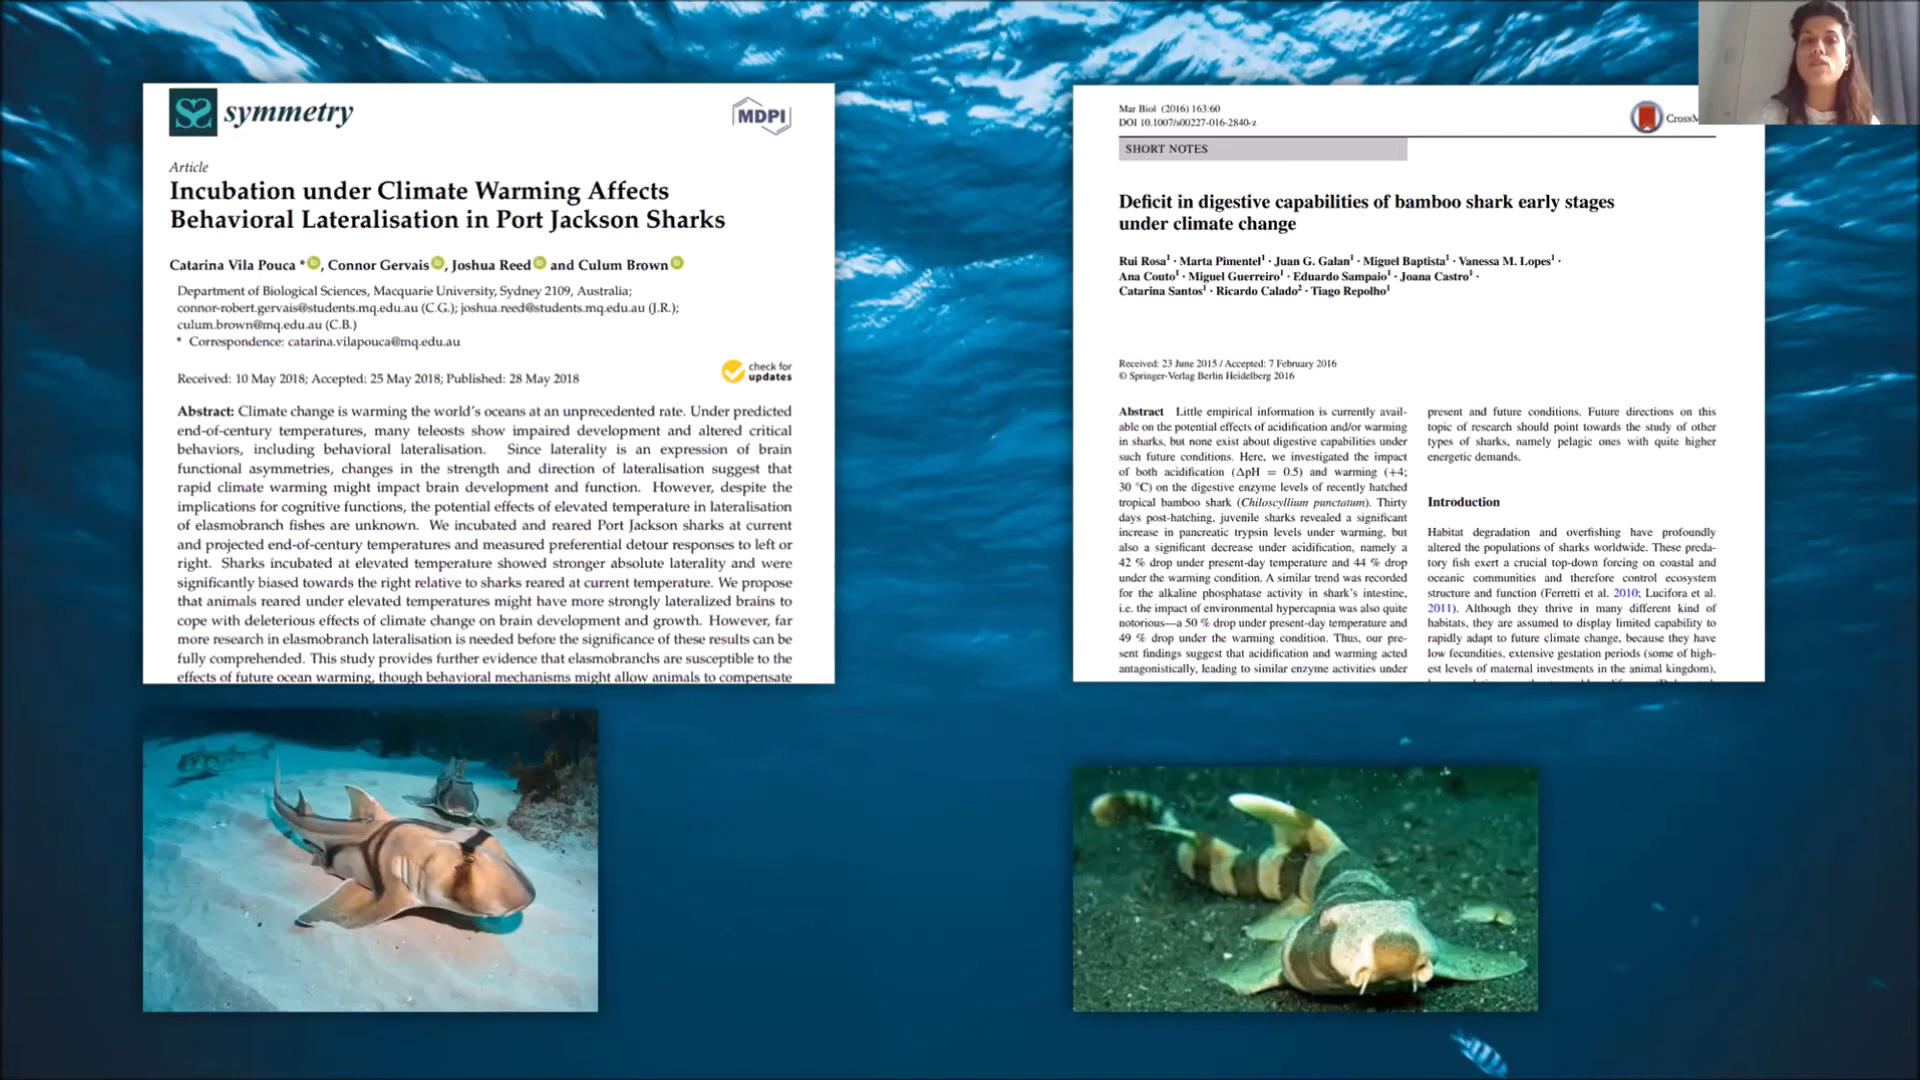 symmetry
MDPI
Article
Incubation under Climate Warming Affects
Behavioral Lateralisation in Port Jackson Sharks
Catarina Vila Pouca * iD, Connor Gervais iD, Joshua Reed iD and Culum Brown iD
Department of Biological Sciences, Macquarie University, Sydney 2109, Australia;
connor-robert.gervais@students.mq.edu.au (C.G.); joshua.reed@students.mq.edu.au (J.R.);
culum.brown@mq.edu.au (C.B.)
* Correspondence: catarina.vilapouca@mq.edu.au
Received: 10 May 2018; Accepted: 25 May 2018; Published: 28 May 2018
check for
updates
Abstract: Climate change is warming the world's oceans at an unprecedented rate. Under predicted
end-of-century temperatures, many teleosts show impaired development and altered critical
behaviors, including behavioral lateralisation. Since laterality is an expression of brain
functional asymmetries, changes in the strength and direction of lateralisation suggest that
rapid climate warming might impact brain development and function. However, despite the
implications for cognitive functions, the potential effects of elevated temperature in lateralisation
of elasmobranch fishes are unknown. We incubated and reared Port Jackson sharks at current
and projected end-of-century temperatures and measured preferential detour responses to left or
right. Sharks incubated at elevated temperature showed stronger absolute laterality and were
significantly biased towards the right relative to sharks reared at current temperature. We propose
that animals reared under elevated temperatures might have more strongly lateralized brains to
cope with deleterious effects of climate change on brain development and growth. However, far
more research in elasmobranch lateralisation is needed before the significance of these results can be
fully comprehended. This study provides further evidence that elasmobranchs are susceptible to the
effects of future ocean warming, though behavioral mechanisms might allow animals to compensate
Mar Biol (2016) 163:60
DOI 10.1007/s00227-016-2840-z
CrossM
SHORT NOTES
Deficit in digestive capabilities of bamboo shark early stages
under climate change
Rui Rosa¹ · Marta Pimentel¹ · Juan G. Galan¹ · Miguel Baptista¹ · Vanessa M. Lopes¹ ·
Ana Couto¹ · Miguel Guerreiro¹ · Eduardo Sampaio¹ · Joana Castro¹ ·
Catarina Santos¹ · Ricardo Calado² · Tiago Repolho¹
Received: 23 June 2015 / Accepted: 7 February 2016
© Springer-Verlag Berlin Heidelberg 2016
Abstract Little empirical information is currently avail-
able on the potential effects of acidification and/or warming
in sharks, but none exist about digestive capabilities under
such future conditions. Here, we investigated the impact
of both acidification (ΔpH = 0.5) and warming (+4;
30 °C) on the digestive enzyme levels of recently hatched
tropical bamboo shark (Chiloscyllium punctatum). Thirty
days post-hatching, juvenile sharks revealed a significant
increase in pancreatic trypsin levels under warming, but
also a significant decrease under acidification, namely a
42 % drop under present-day temperature and 44 % drop
under the warming condition. A similar trend was recorded
for the alkaline phosphatase activity in shark's intestine,
i.e. the impact of environmental hypercapnia was also quite
notorious—a 50 % drop under present-day temperature and
49 % drop under the warming condition. Thus, our pre-
sent findings suggest that acidification and warming acted
antagonistically, leading to similar enzyme activities under
present and future conditions. Future directions on this
topic of research should point towards the study of other
types of sharks, namely pelagic ones with quite higher
energetic demands.
Introduction
Habitat degradation and overfishing have profoundly
altered the populations of sharks worldwide. These preda-
tory fish exert a crucial top-down forcing on coastal and
oceanic communities and therefore control ecosystem
structure and function (Ferretti et al. 2010; Lucifora et al.
2011). Although they thrive in many different kind of
habitats, they are assumed to display limited capability to
rapidly adapt to future climate change, because they have
low fecundities, extensive gestation periods (some of high-
est levels of maternal investments in the animal kingdom),